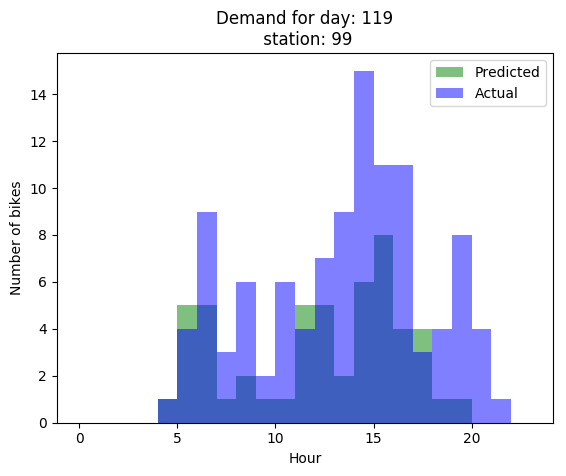 Demand for day: 119
station: 99
Predicted
Actual
Number of bikes
14
12
10
8
6
4
2
0
0 5 10 15 20
Hour